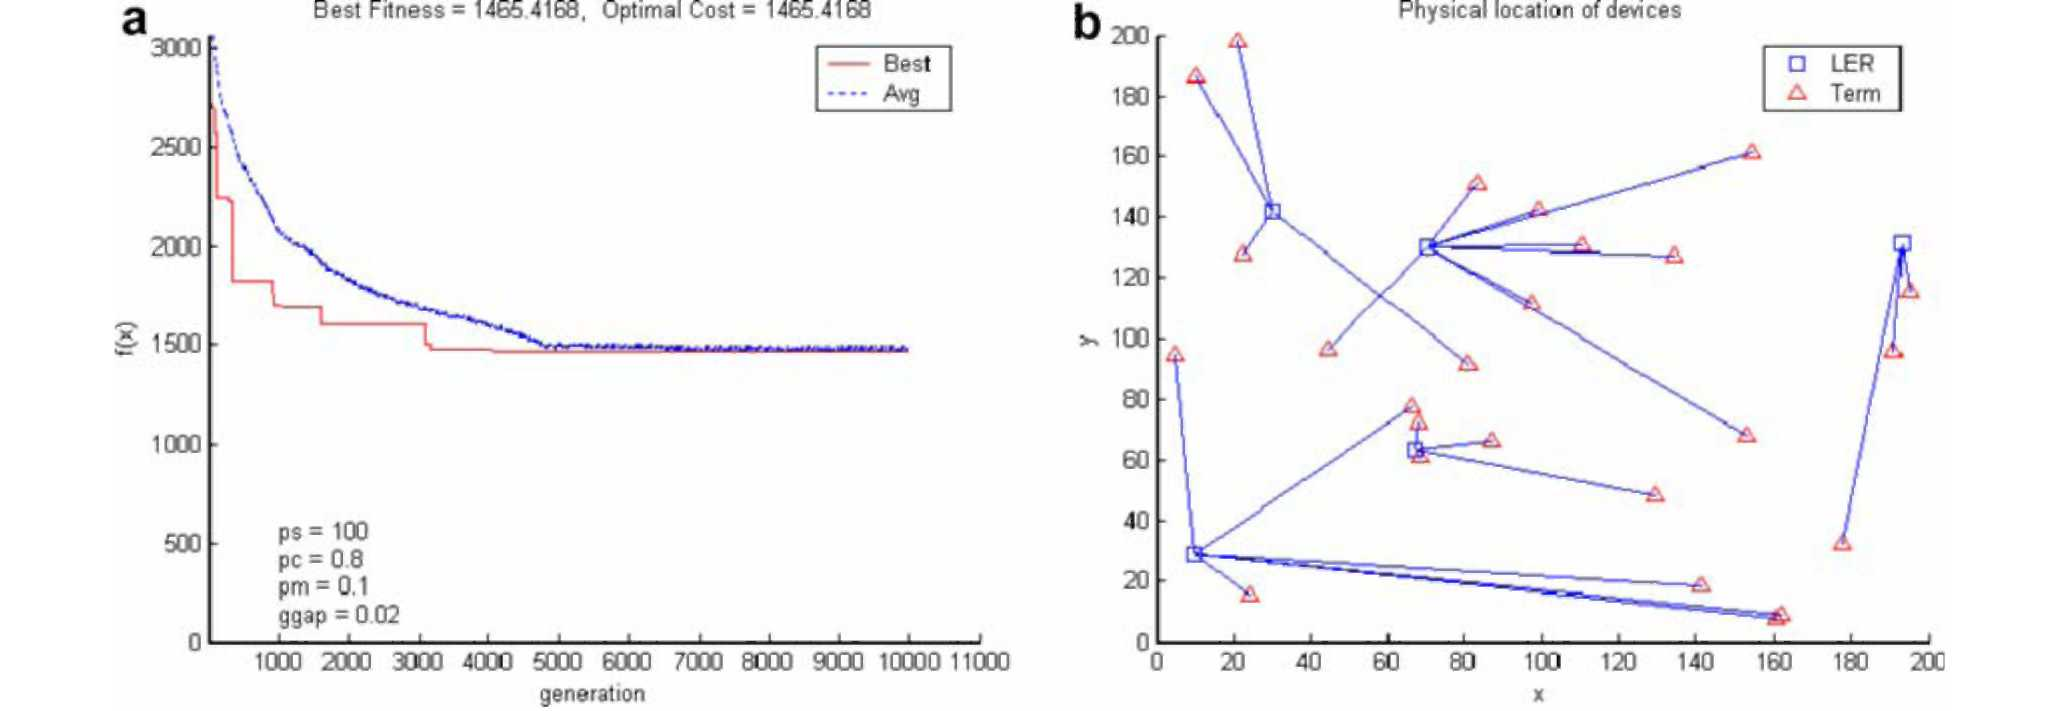 a
Best Fitness = 1465.4168, Optimal Cost = 1465.4168
3000
2500
2000
1500
1000
500
0
f(x)
Best
Avg
ps = 100
pc = 0.8
pm = 0.1
ggap = 0.02
1000 2000 3000 4000 5000 6000 7000 8000 9000 10000 11000
generation
b
Physical location of devices
200
180
160
140
120
100
80
60
40
20
0
y
LER
Term
0 20 40 60 80 100 120 140 160 180 200
x